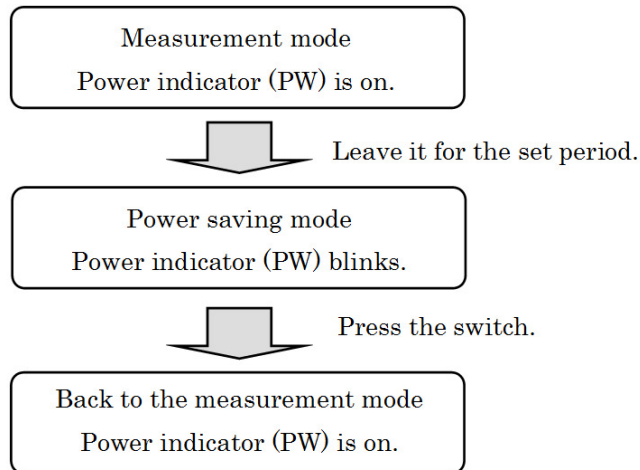 Measurement mode
Power indicator (PW) is on.
Leave it for the set period.
Power saving mode
Power indicator (PW) blinks.
Press the switch.
Back to the measurement mode
Power indicator (PW) is on.